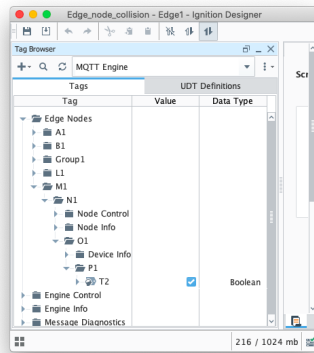 Edge_node_collision - Edge1 - Ignition Designer
Tag Browser
MQTT Engine
Tags UDT Definitions
Tag Value Data Type
Edge Nodes
A1
B1
Group1
L1
M1
N1
Node Control
Node Info
O1
Device Info
P1
T2 Boolean
Engine Control
Engine Info
Message Diagnostics
216 / 1024 mb
Scr